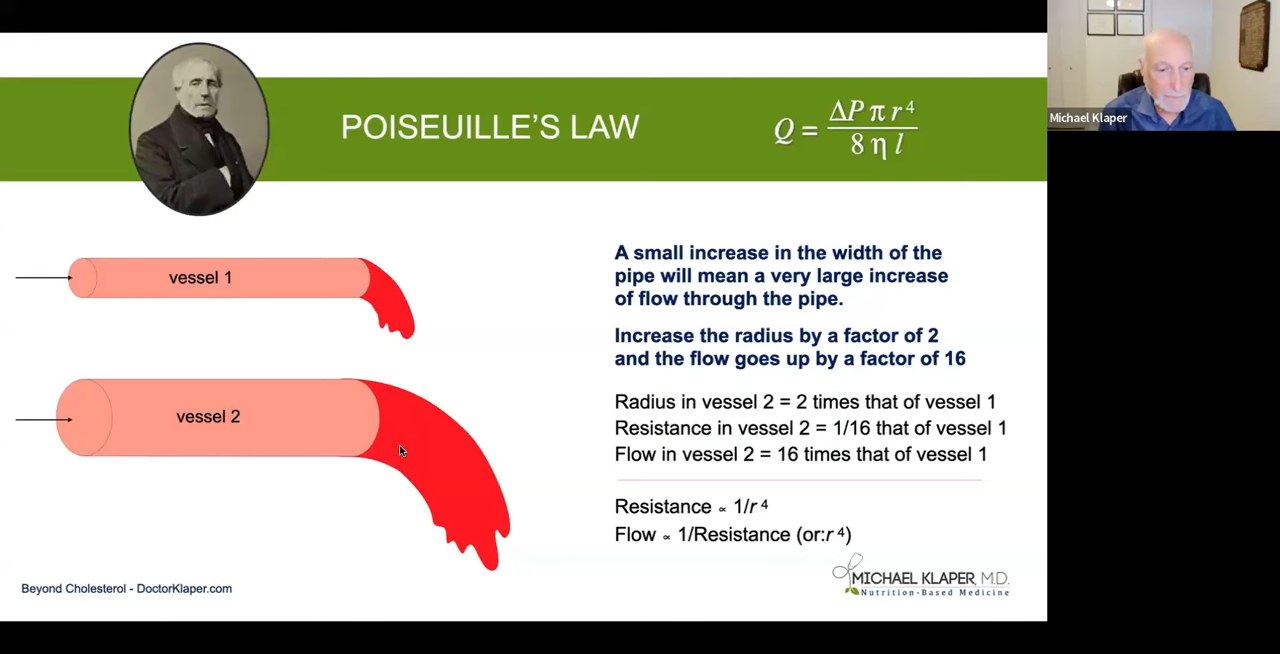 Michael Klaper
POISEUILLE'S LAW
Q = ΔP π r⁴ / 8 η l
vessel 1
vessel 2
A small increase in the width of the
pipe will mean a very large increase
of flow through the pipe.
Increase the radius by a factor of 2
and the flow goes up by a factor of 16
Radius in vessel 2 = 2 times that of vessel 1
Resistance in vessel 2 = 1/16 that of vessel 1
Flow in vessel 2 = 16 times that of vessel 1
Resistance ∝ 1/r ⁴
Flow ∝ 1/Resistance (or:r ⁴)
Beyond Cholesterol - DoctorKlaper.com
MICHAEL KLAPER, M.D.
Nutrition-Based Medicine